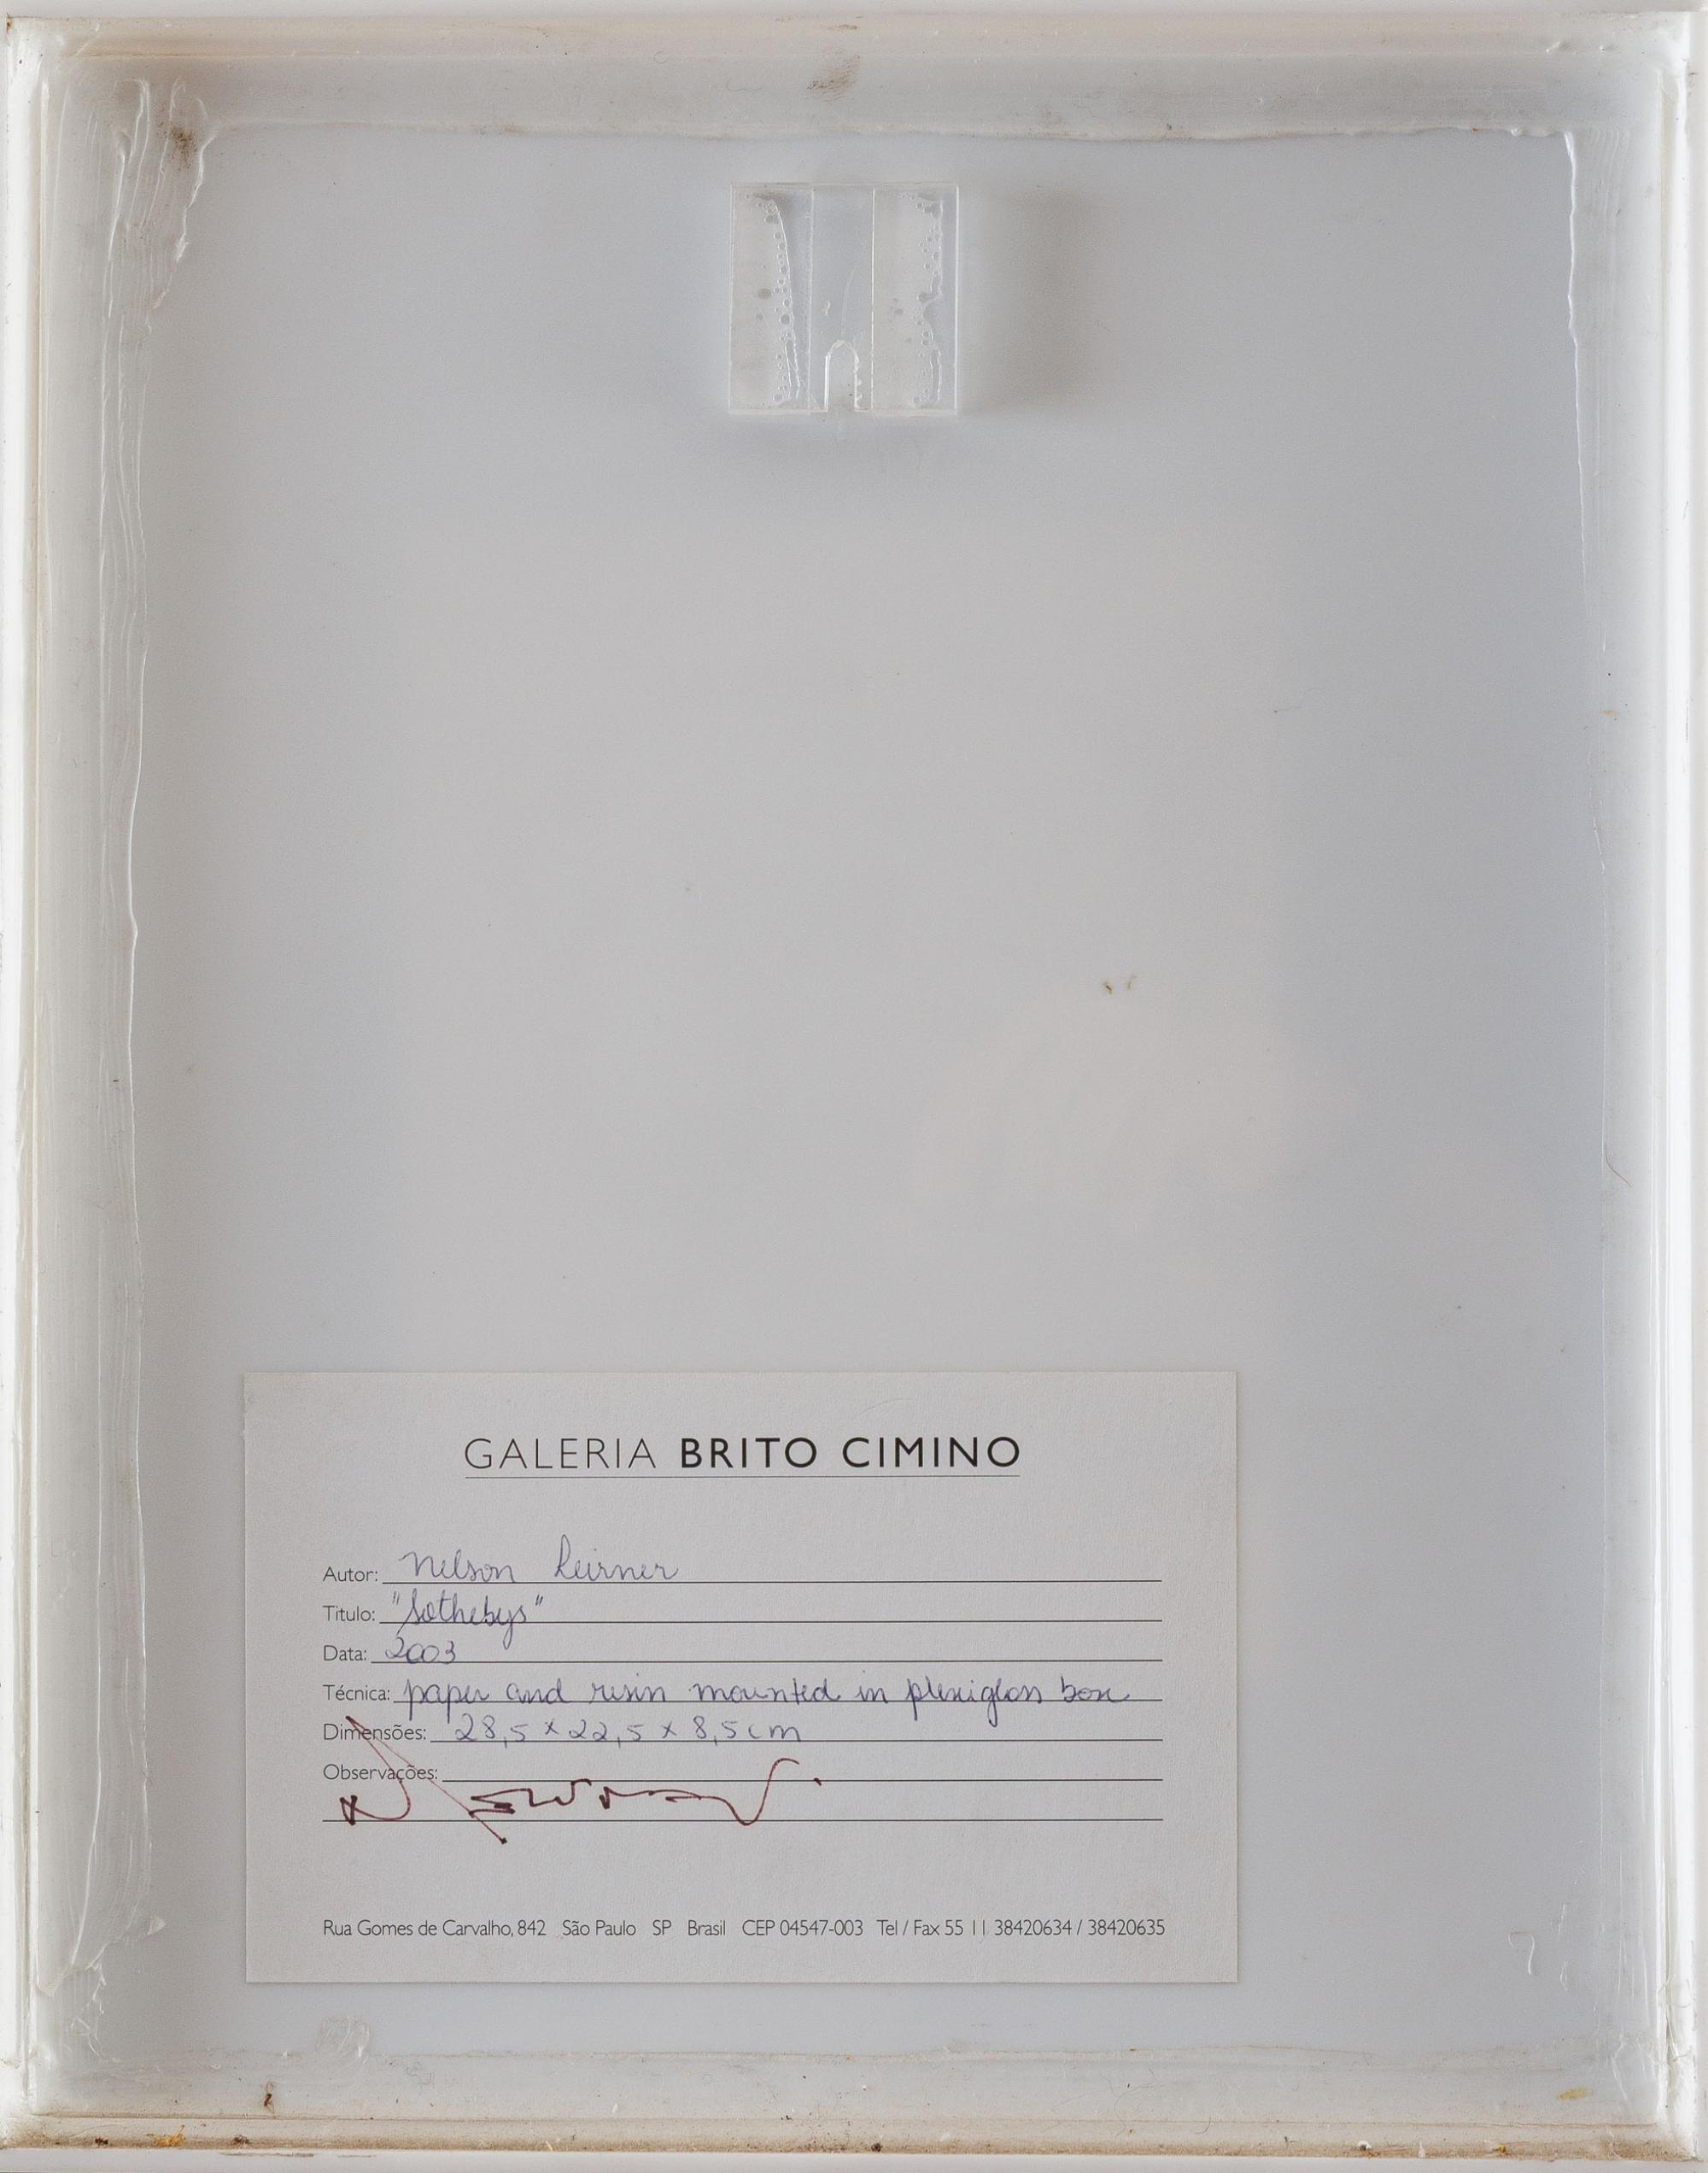 GALERIA BRITO CIMINO
Autor: Nelson Leirner
Titulo: "Sothebys"
Data: 2003
Técnica: paper and resin mounted in plexiglass box
Dimensões: 28,5 x 22,5 x 8,5 cm
Observações:
Rua Gomes de Carvalho, 842 São Paulo SP Brasil CEP 04547-003 Tel / Fax 55 11 38420634 / 38420635